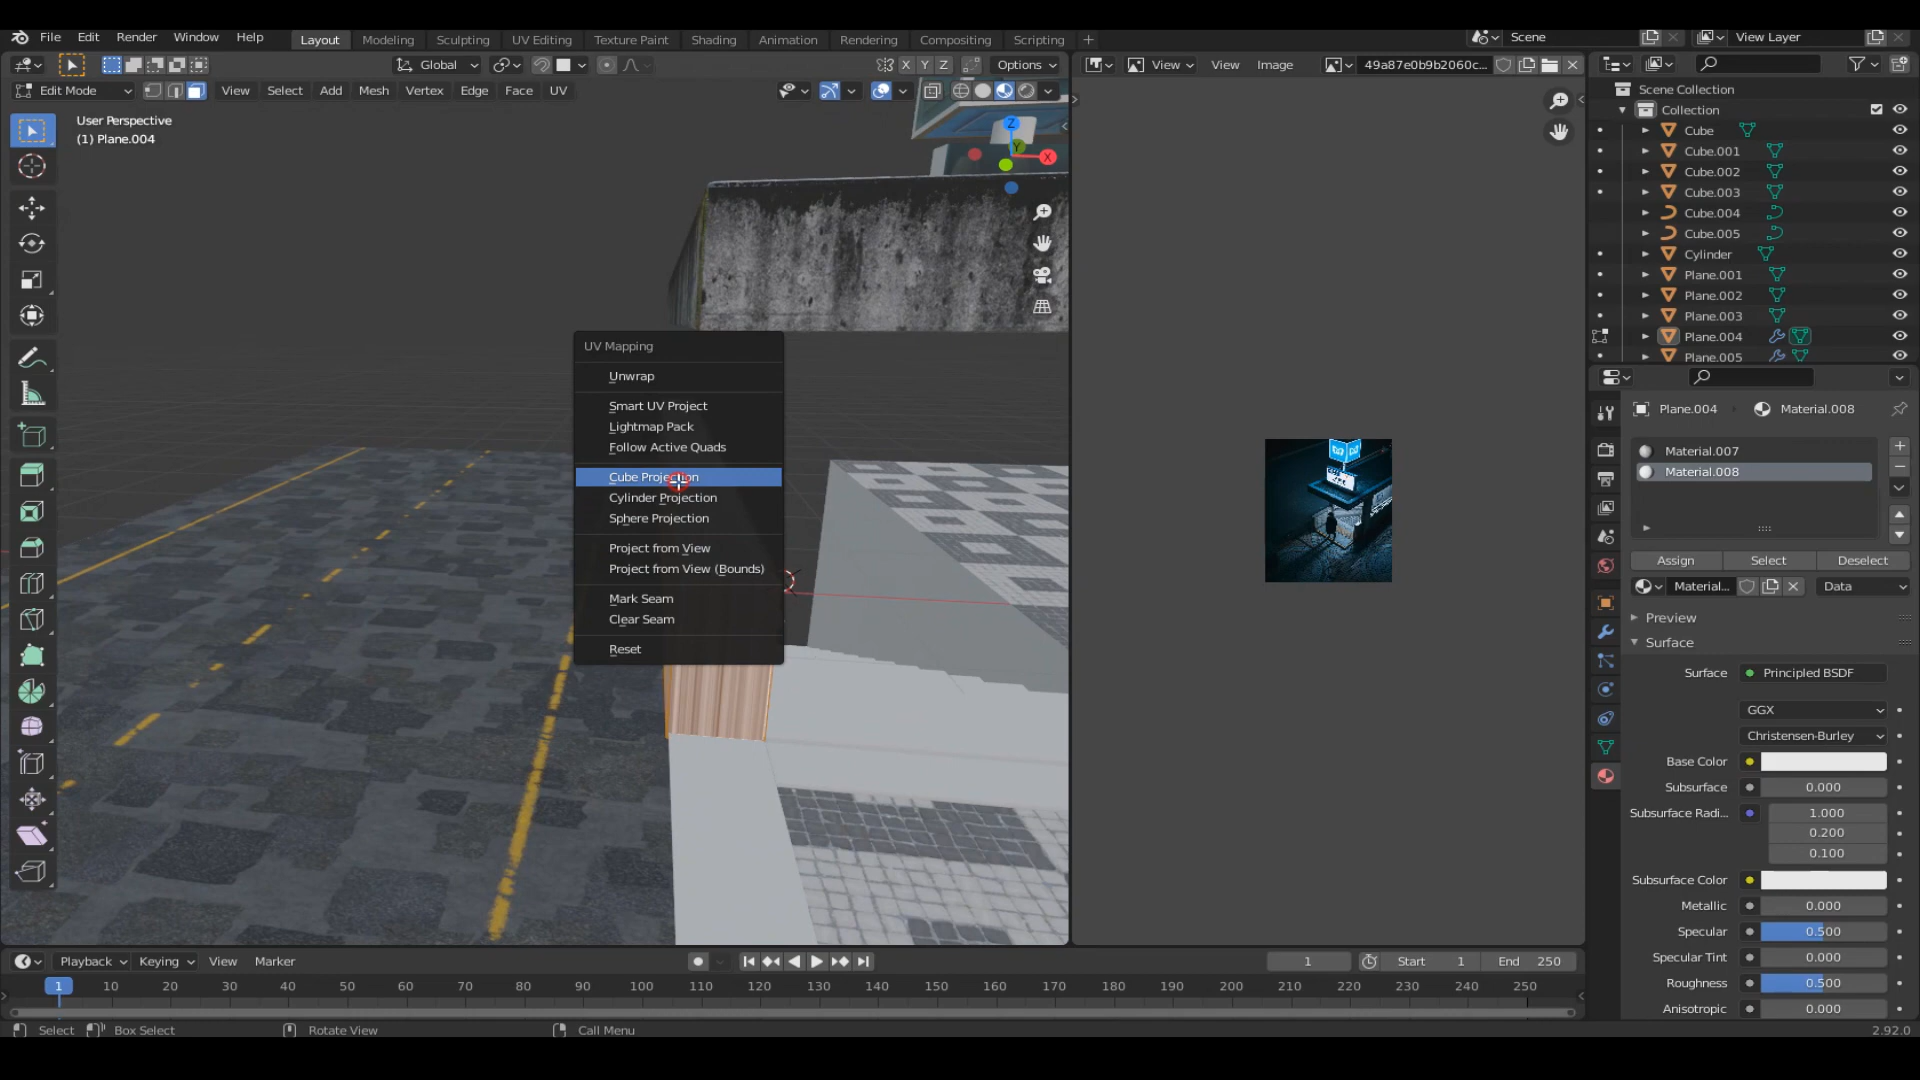 File Edit Render Window Help Layout Modeling Sculpting UV Editing Texture Paint Shading Animation Rendering Compositing Scripting + Scene View Layer
Global X Y Z Options View View Image 49a87e0b9b2060c...
Edit Mode View Select Add Mesh Vertex Edge Face UV
User Perspective
(1) Plane.004
Z
Y
X
UV Mapping
Unwrap
Smart UV Project
Lightmap Pack
Follow Active Quads
Cube Projection
Cylinder Projection
Sphere Projection
Project from View
Project from View (Bounds)
Mark Seam
Clear Seam
Reset
Scene Collection
Collection
Cube
Cube.001
Cube.002
Cube.003
Cube.004
Cube.005
Cylinder
Plane.001
Plane.002
Plane.003
Plane.004
Plane.005
Plane.004 Material.008
Material.007
Material.008
Assign Select Deselect
Material... Data
Preview
Surface
Surface Principled BSDF
GGX
Christensen-Burley
Base Color
Subsurface 0.000
Subsurface Radi... 1.000
0.200
0.100
Subsurface Color
Metallic 0.000
Specular 0.500
Specular Tint 0.000
Roughness 0.500
Anisotropic 0.000
Playback Keying View Marker 1 Start 1 End 250
1 10 20 30 40 50 60 70 80 90 100 110 120 130 140 150 160 170 180 190 200 210 220 230 240 250
Select Box Select Rotate View Call Menu 2.92.0